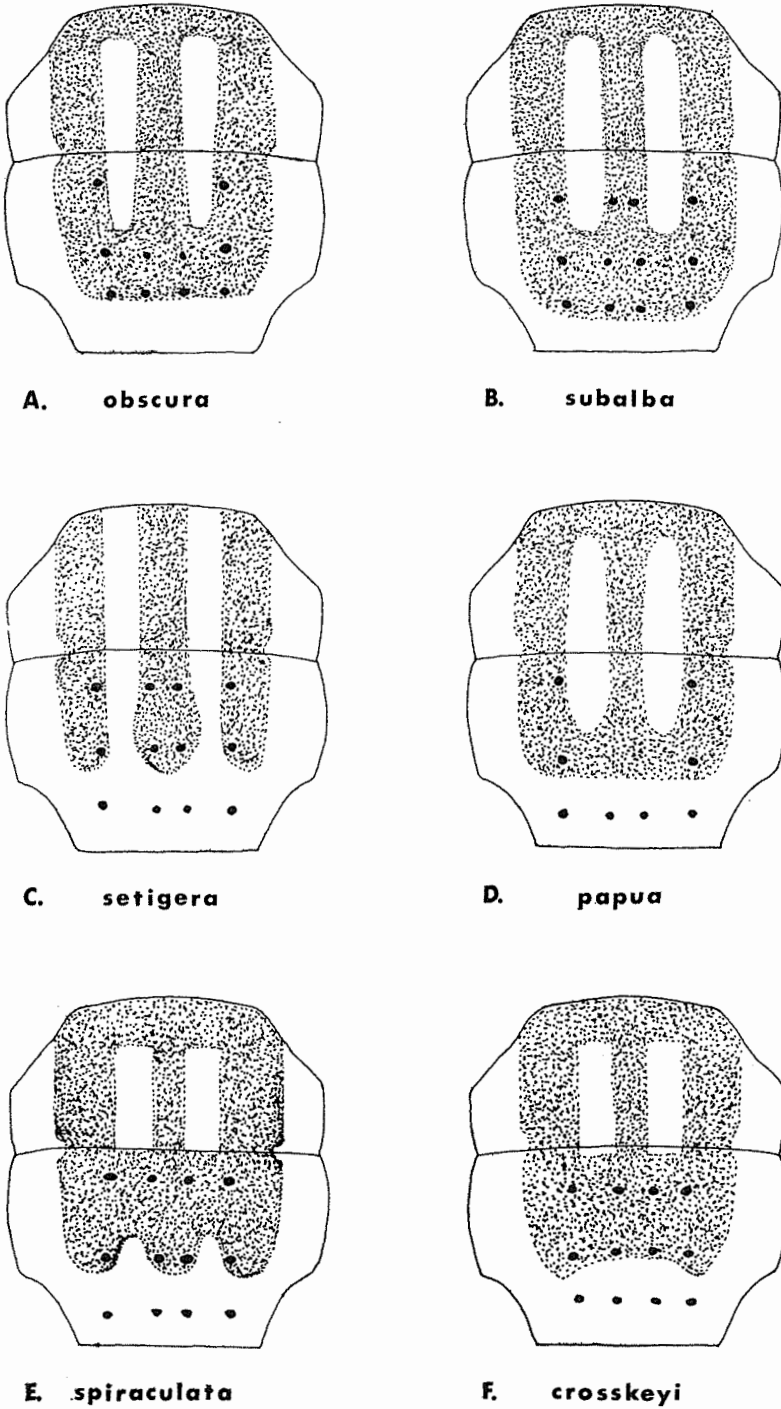 A. obscura
B. subalba
C. setigera
D. papua
E. spiraculata
F. crosskeyi